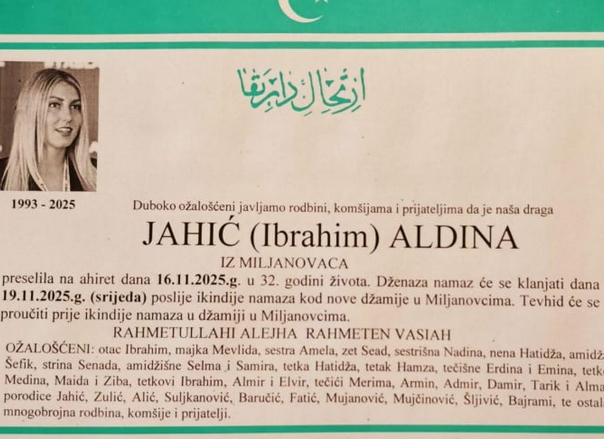 ارتحال دار بقا
1993 - 2025
Duboko ožalošćeni javljamo rodbini, komšijama i prijateljima da je naša draga
JAHIĆ (Ibrahim) ALDINA
IZ MILJANOVACA
preselila na ahiret dana 16.11.2025.g. u 32. godini života. Dženaza namaz će se klanjati dana
19.11.2025.g. (srijeda) poslije ikindije namaza kod nove džamije u Miljanovcima. Tevhid će se
proučiti prije ikindije namaza u džamiji u Miljanovcima.
RAHMETULLAHI ALEJHA RAHMETEN VASIAH
OŽALOŠĆENI: otac Ibrahim, majka Mevlida, sestra Amela, zet Sead, sestrišna Nadina, nena Hatidža, amidž
Šefik, strina Senada, amidžišne Selma i Samira, tetka Hatidža, tetak Hamza, tečišne Erdina i Emina, tetk
Medina, Maida i Ziba, tetkovi Ibrahim, Almir i Elvir, tečići Merima, Armin, Admir, Damir, Tarik i Alma
porodice Jahić, Zulić, Alić, Suljkanović, Baručić, Fatić, Mujanović, Mujčinović, Šljivić, Bajrami, te ostal
mnogobrojna rodbina, komšije i prijatelji.